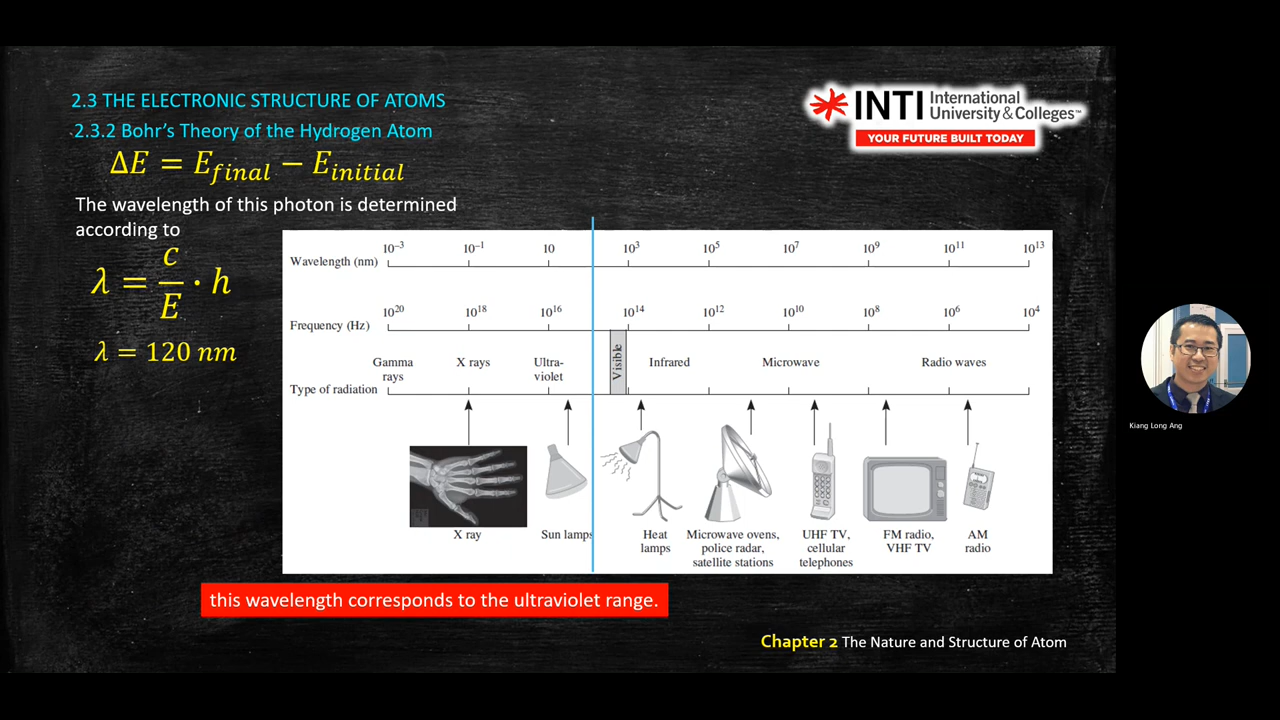 2.3 THE ELECTRONIC STRUCTURE OF ATOMS
2.3.2 Bohr's Theory of the Hydrogen Atom
ΔE = E_final − E_initial
The wavelength of this photon is determined
according to
λ = c/E · h
λ = 120 nm
INTI International University & Colleges™
YOUR FUTURE BUILT TODAY
10⁻³ 10⁻¹ 10 10³ 10⁵ 10⁷ 10⁹ 10¹¹ 10¹³
Wavelength (nm)
10²⁰ 10¹⁸ 10¹⁶ 10¹⁴ 10¹² 10¹⁰ 10⁸ 10⁶ 10⁴
Frequency (Hz)
Gamma rays X rays Ultra-violet Visible Infrared Microwave Radio waves
Type of radiation
X ray
Sun lamps
Heat lamps
Microwave ovens, police radar, satellite stations
UHF TV, cellular telephones
FM radio, VHF TV
AM radio
this wavelength corresponds to the ultraviolet range.
Chapter 2 The Nature and Structure of Atom
Kiang Long Ang